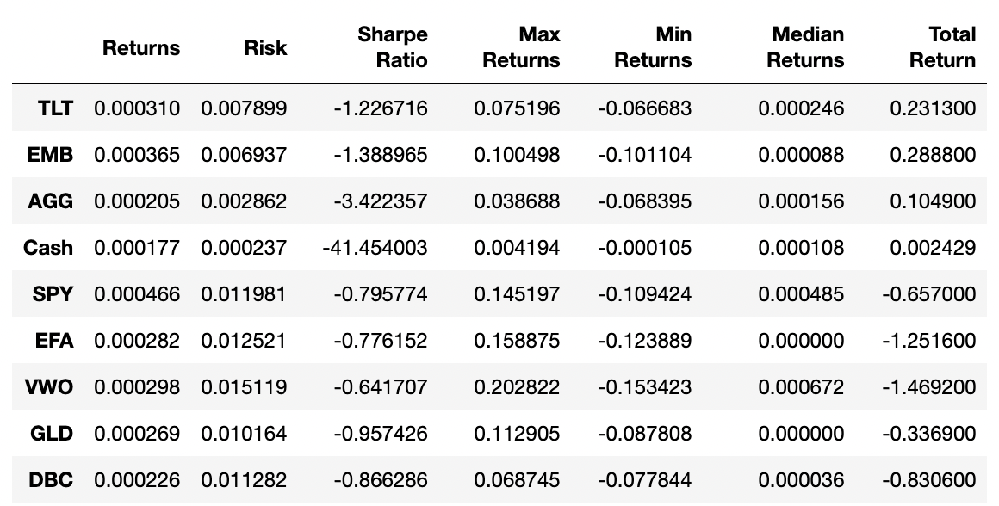 Returns Risk Sharpe Ratio Max Returns Min Returns Median Returns Total Return
TLT 0.000310 0.007899 -1.226716 0.075196 -0.066683 0.000246 0.231300
EMB 0.000365 0.006937 -1.388965 0.100498 -0.101104 0.000088 0.288800
AGG 0.000205 0.002862 -3.422357 0.038688 -0.068395 0.000156 0.104900
Cash 0.000177 0.000237 -41.454003 0.004194 -0.000105 0.000108 0.002429
SPY 0.000466 0.011981 -0.795774 0.145197 -0.109424 0.000485 -0.657000
EFA 0.000282 0.012521 -0.776152 0.158875 -0.123889 0.000000 -1.251600
VWO 0.000298 0.015119 -0.641707 0.202822 -0.153423 0.000672 -1.469200
GLD 0.000269 0.010164 -0.957426 0.112905 -0.087808 0.000000 -0.336900
DBC 0.000226 0.011282 -0.866286 0.068745 -0.077844 0.000036 -0.830600